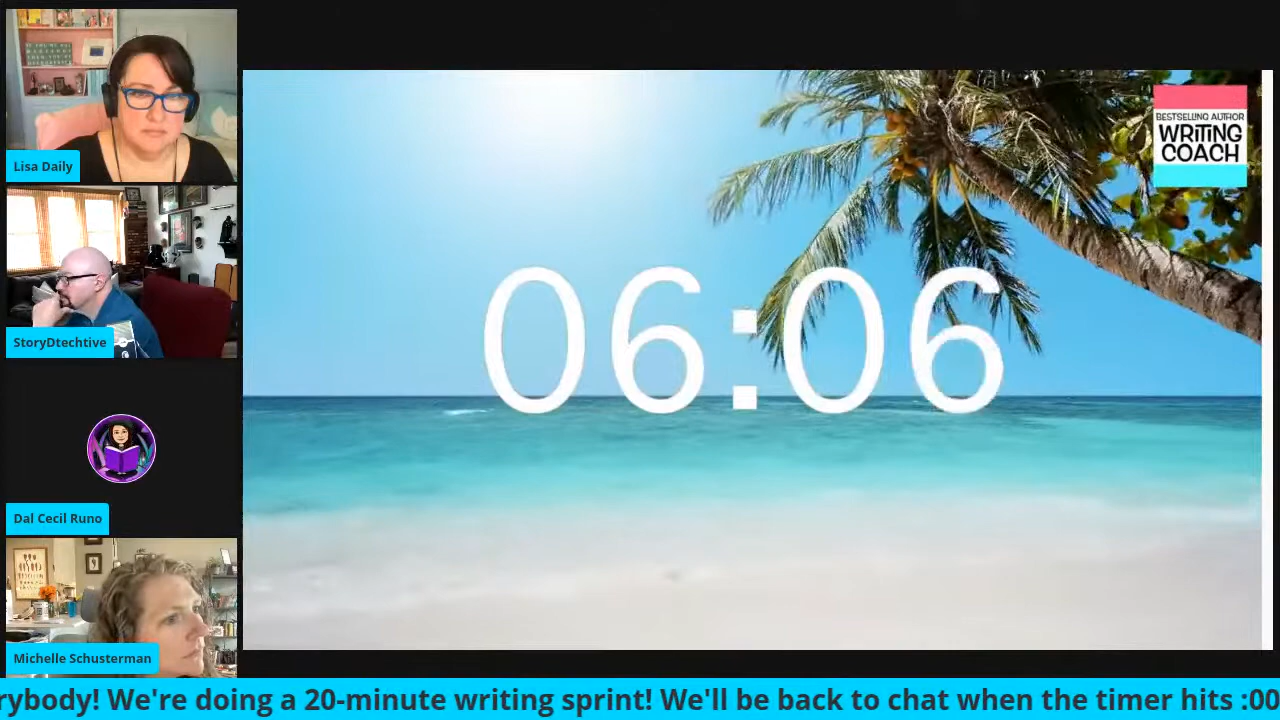 Lisa Daily
StoryDtechtive
Dal Cecil Runo
Michelle Schusterman
06:06
BESTSELLING AUTHOR
WRITING
COACH
rybody! We're doing a 20-minute writing sprint! We'll be back to chat when the timer hits :00